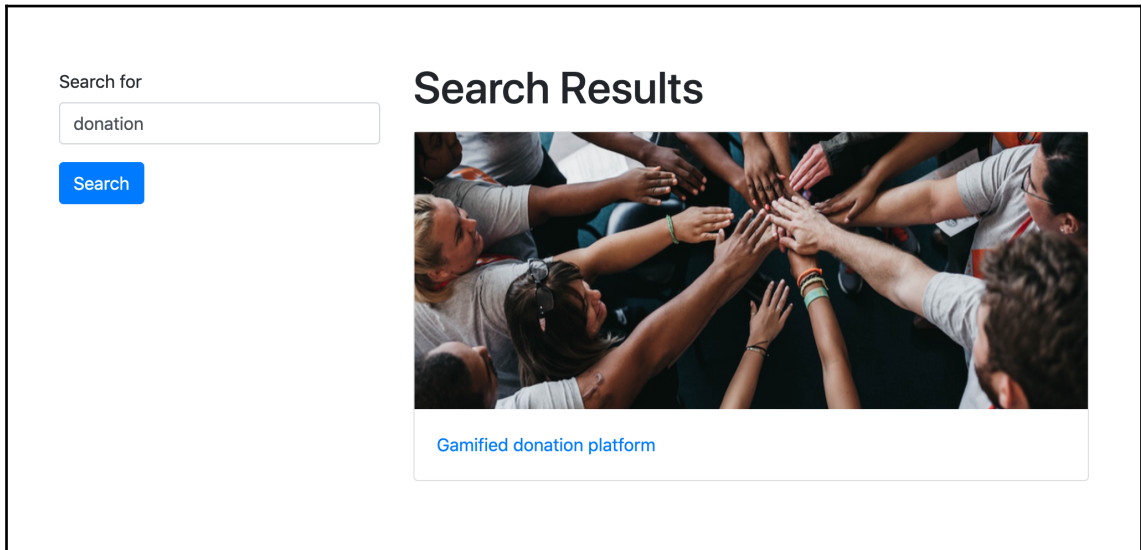 Search for
donation
Search
Search Results
Gamified donation platform